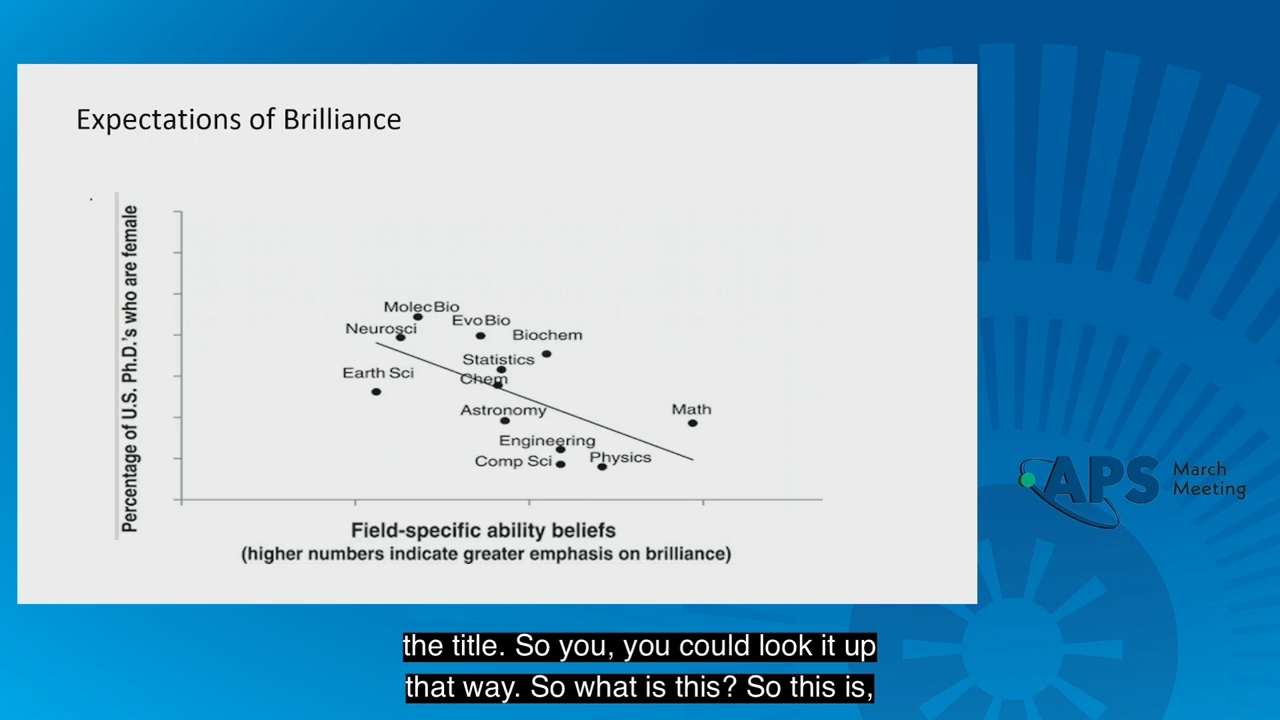 Expectations of Brilliance
Percentage of U.S. Ph.D.'s who are female
MolecBio
EvoBio
Neurosci
Biochem
Statistics
Earth Sci
Chem
Astronomy
Math
Engineering
Comp Sci
Physics
Field-specific ability beliefs
(higher numbers indicate greater emphasis on brilliance)
APS March
Meeting
the title. So you, you could look it up
that way. So what is this? So this is,